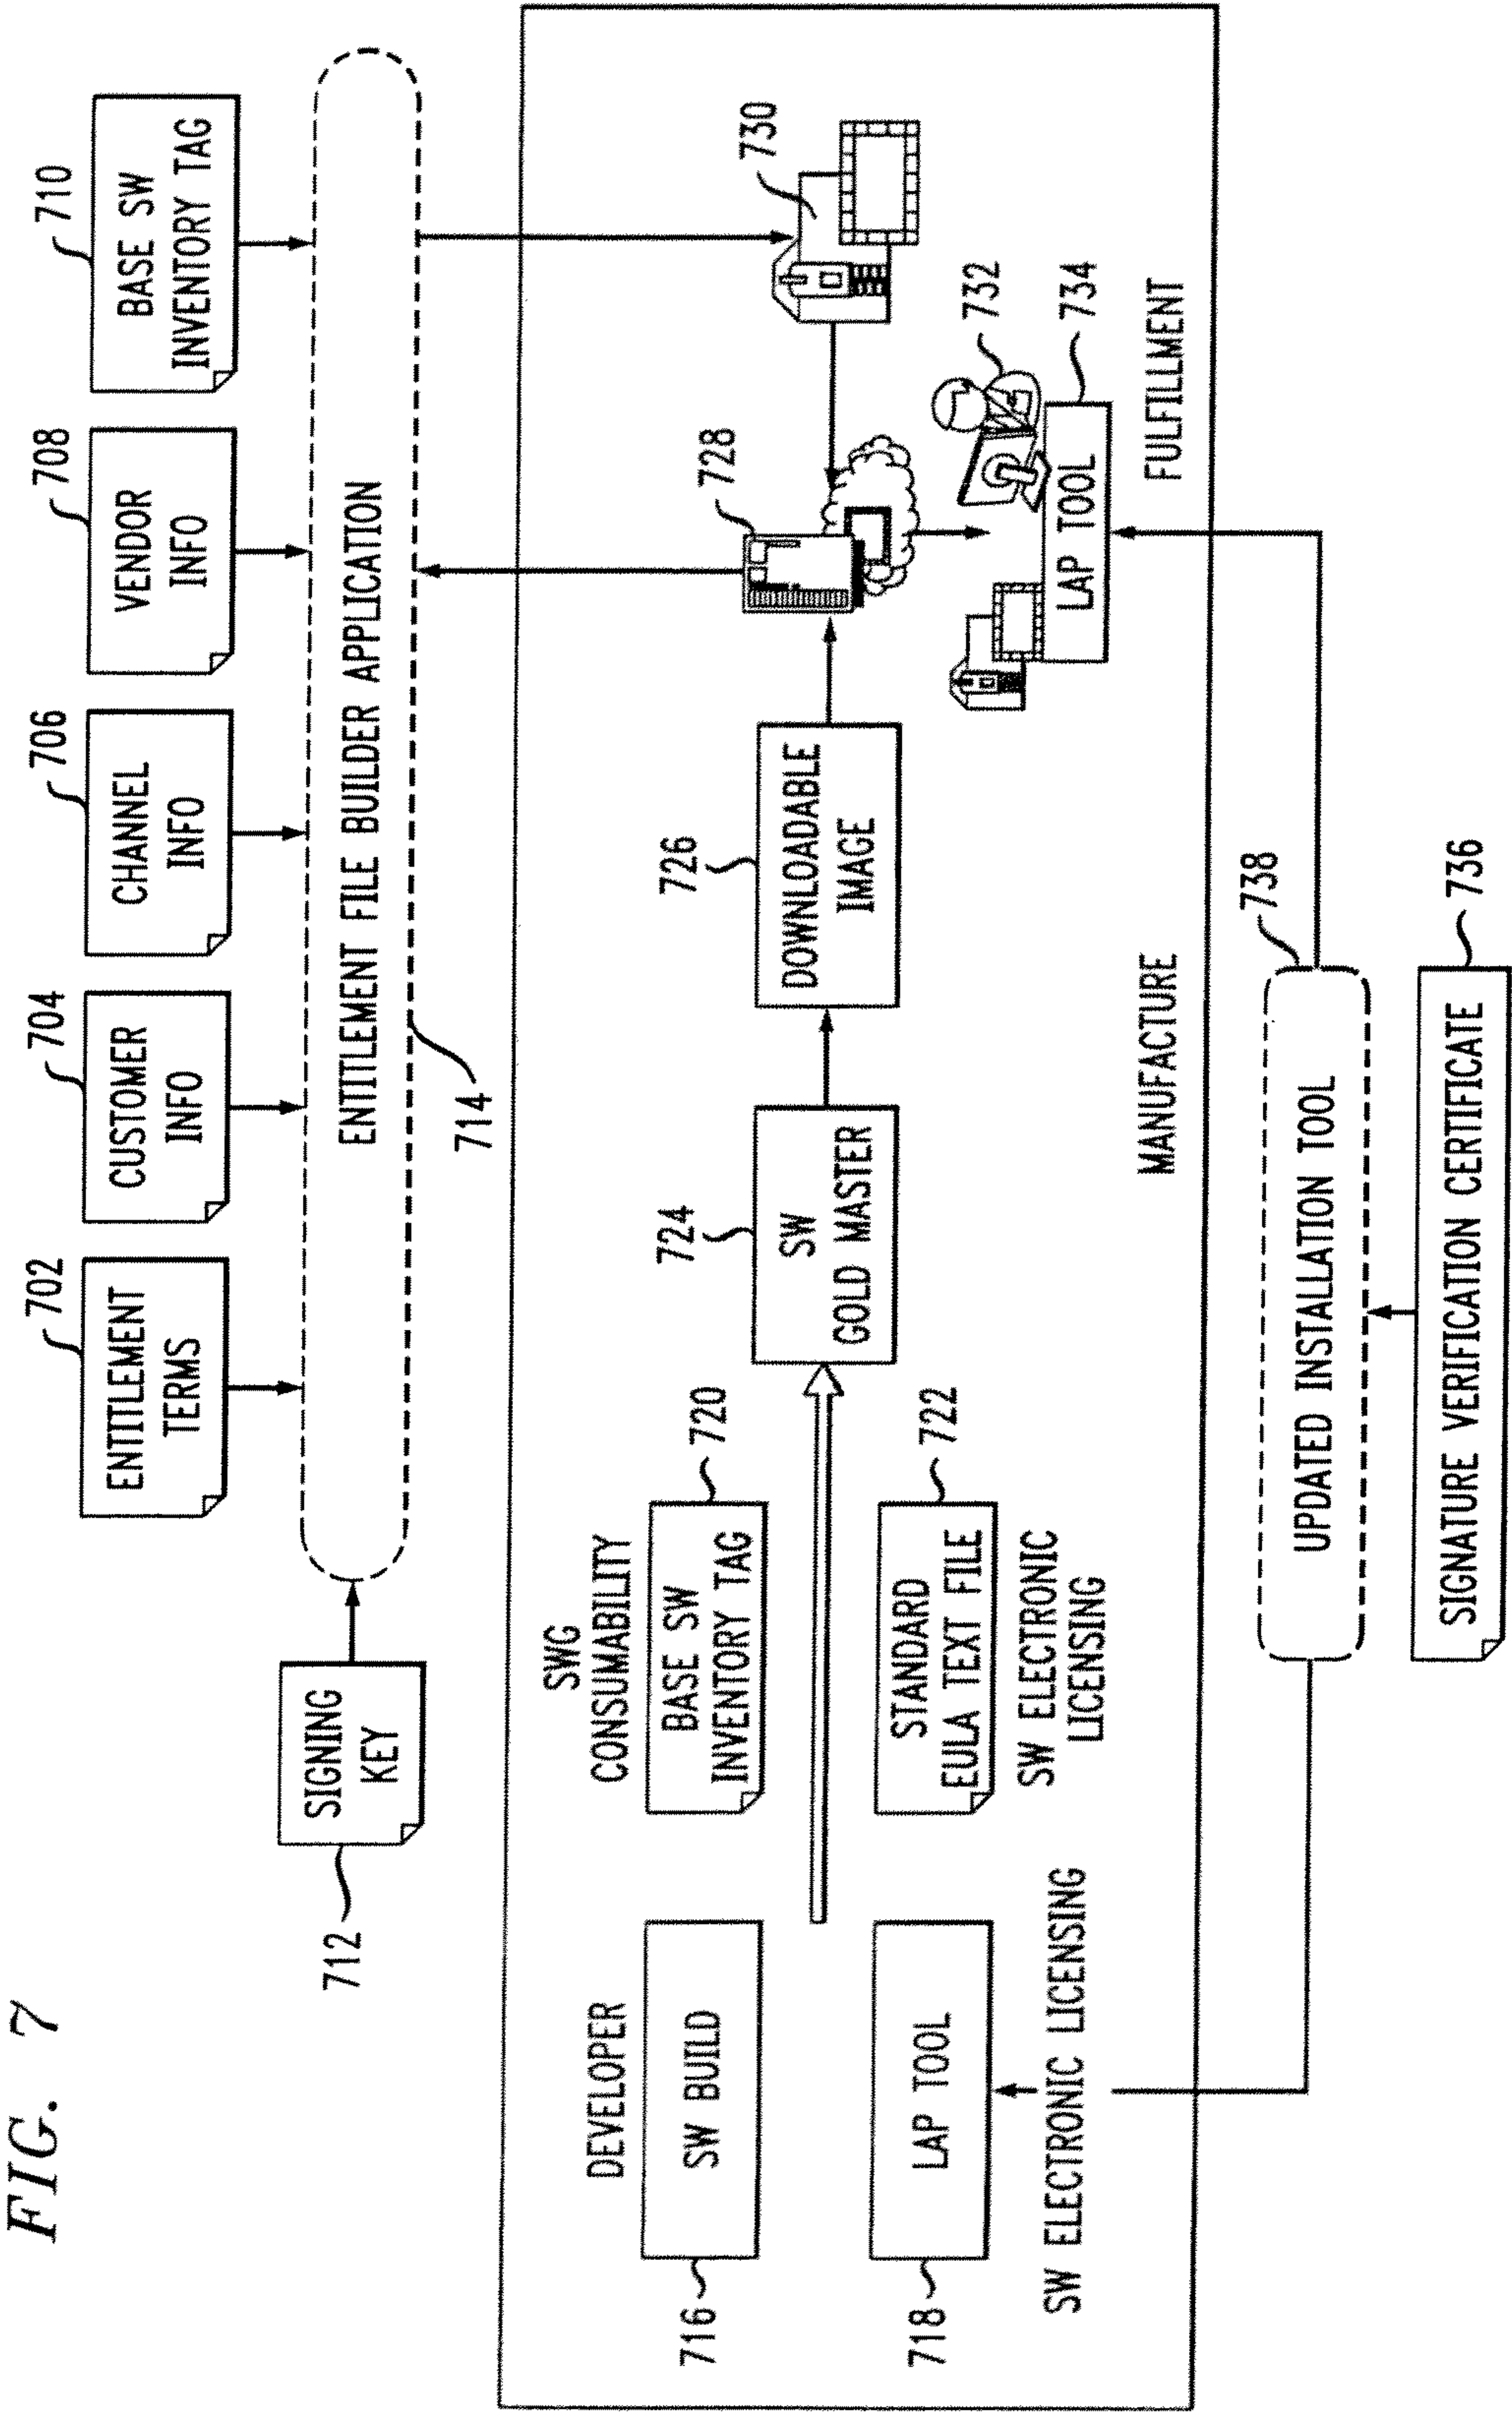 FIG. 7
702
704
706
708
710
ENTITLEMENT
TERMS
CUSTOMER
INFO
CHANNEL
INFO
VENDOR
INFO
BASE SW
INVENTORY TAG
712
SIGNING
KEY
ENTITLEMENT FILE BUILDER APPLICATION
714
DEVELOPER
716
SW BUILD
718
LAP TOOL
SW ELECTRONIC LICENSING
SWG
CONSUMABILITY
720
BASE SW
INVENTORY TAG
722
STANDARD
EULA TEXT FILE
SW ELECTRONIC
LICENSING
724
SW
GOLD MASTER
726
DOWNLOADABLE
IMAGE
728
730
732
734
LAP TOOL
MANUFACTURE
FULFILLMENT
738
UPDATED INSTALLATION TOOL
736
SIGNATURE VERIFICATION CERTIFICATE